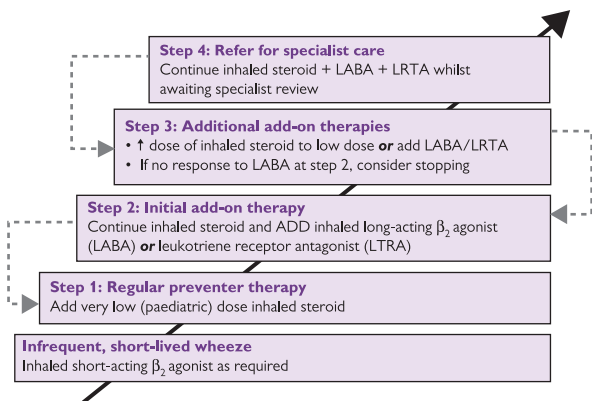 Step 4: Refer for specialist care
Continue inhaled steroid + LABA + LRTA whilst
awaiting specialist review
Step 3: Additional add-on therapies
• ↑ dose of inhaled steroid to low dose or add LABA/LRTA
• If no response to LABA at step 2, consider stopping
Step 2: Initial add-on therapy
Continue inhaled steroid and ADD inhaled long-acting β₂ agonist
(LABA) or leukotriene receptor antagonist (LTRA)
Step 1: Regular preventer therapy
Add very low (paediatric) dose inhaled steroid
Infrequent, short-lived wheeze
Inhaled short-acting β₂ agonist as required